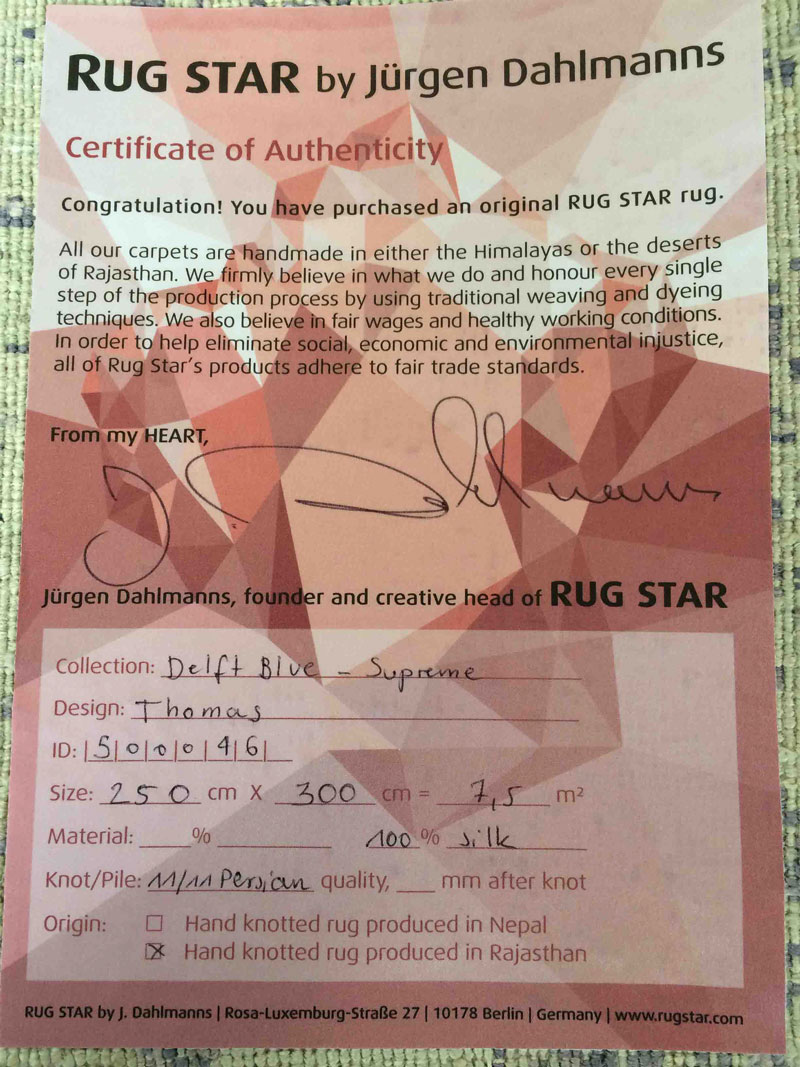 RUG STAR by Jürgen Dahlmanns
Certificate of Authenticity
Congratulation! You have purchased an original RUG STAR rug.
All our carpets are handmade in either the Himalayas or the deserts
of Rajasthan. We firmly believe in what we do and honour every single
step of the production process by using traditional weaving and dyeing
techniques. We also believe in fair wages and healthy working conditions.
In order to help eliminate social, economic and environmental injustice,
all of Rug Star's products adhere to fair trade standards.
From my HEART,
J. Dahlmanns
Jürgen Dahlmanns, founder and creative head of RUG STAR
Collection: Delft Blue - Supreme
Design: Thomas
ID: |5|0|0|0|4|6|
Size: 250 cm X 300 cm = 7,5 m²
Material: ____% ________ 100 % silk
Knot/Pile: 11/11 Persian quality, ___ mm after knot
Origin: ☐ Hand knotted rug produced in Nepal
☒ Hand knotted rug produced in Rajasthan
RUG STAR by J. Dahlmanns | Rosa-Luxemburg-Straße 27 | 10178 Berlin | Germany | www.rugstar.com